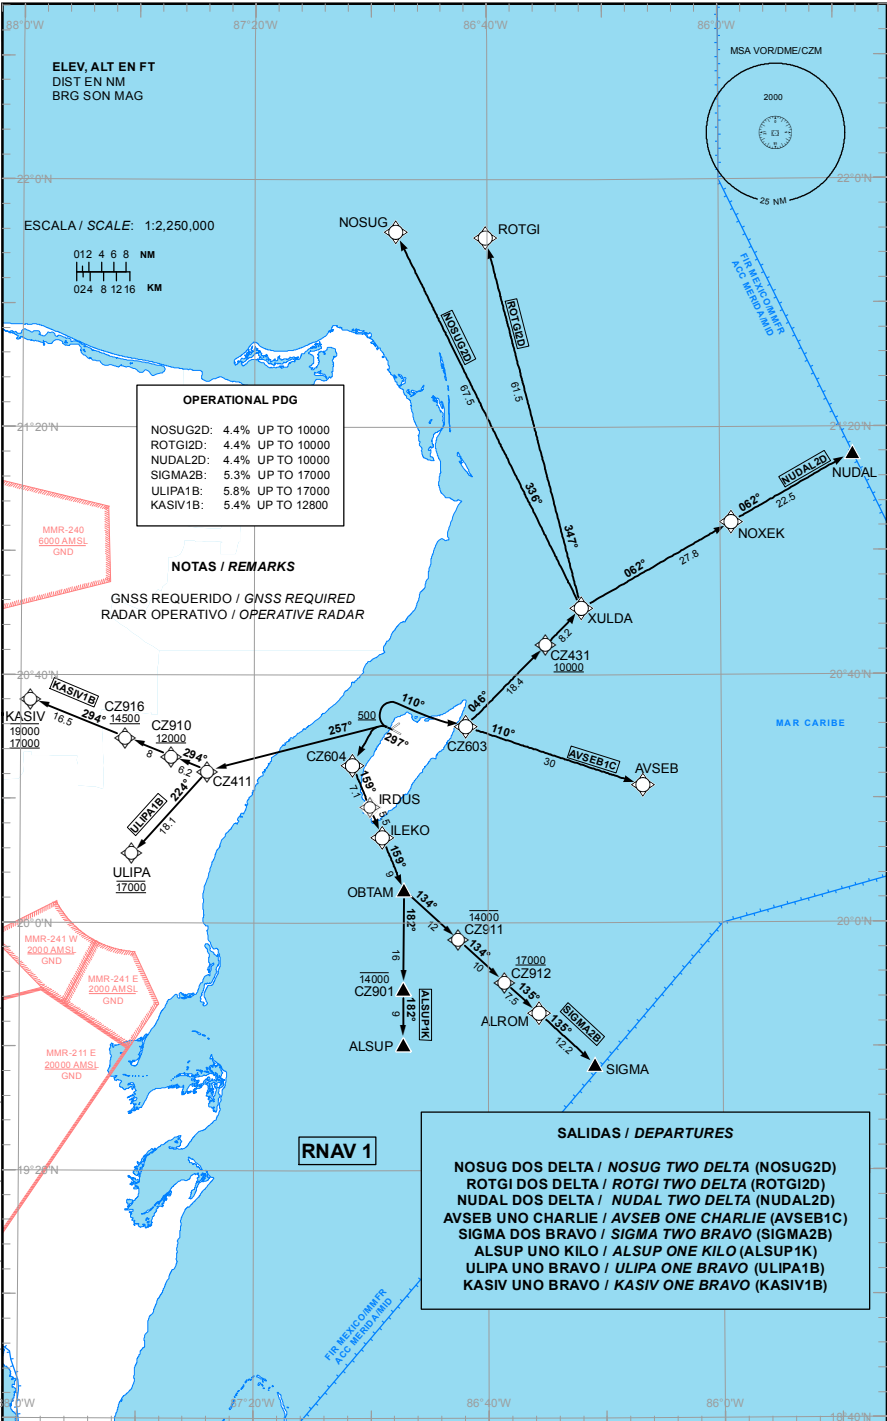 88°0'W
87°20'W
86°40'W
86°0'W
ELEV, ALT EN FT
DIST EN NM
BRG SON MAG
MSA VOR/DME/CZM
2000
25 NM
22°0'N
22°0'N
ESCALA / SCALE: 1:2,250,000
012 4 6 8 NM
024 8 1216 KM
NOSUG
ROTGI
FIR MEXICO/MMFR
ACC MERIDA/MID
NOSUG2D
67.5
336°
ROTGI2D
61.5
347°
OPERATIONAL PDG
NOSUG2D: 4.4% UP TO 10000
ROTGI2D: 4.4% UP TO 10000
NUDAL2D: 4.4% UP TO 10000
SIGMA2B: 5.3% UP TO 17000
ULIPA1B: 5.8% UP TO 17000
KASIV1B: 5.4% UP TO 12800
21°20'N
21°20'N
NUDAL2D
NUDAL
062°
22.5
NOXEK
062°
27.8
XULDA
MMR-240
6000 AMSL
GND
NOTAS / REMARKS
GNSS REQUERIDO / GNSS REQUIRED
RADAR OPERATIVO / OPERATIVE RADAR
8.2
CZ431
10000
20°40'N
20°40'N
046°
18.4
KASIV1B
KASIV
19000
17000
294°
16.5
CZ916
14500
8
CZ910
12000
294°
6.2
CZ411
257°
500
297°
110°
CZ603
110°
AVSEB1C
30
AVSEB
MAR CARIBE
224°
ULIPA1B
18.1
ULIPA
17000
CZ604
159°
7.1
IRDUS
5.5
ILEKO
159°
9
OBTAM
134°
12
182°
16
14000
CZ911
134°
10
17000
CZ912
135°
7.5
ALROM
135°
SIGMA2B
12.2
SIGMA
14000
CZ901
182°
9
ALSUP1K
ALSUP
20°0'N
20°0'N
MMR-241 W
2000 AMSL
GND
MMR-241 E
2000 AMSL
GND
MMR-211 E
20000 AMSL
GND
RNAV 1
19°20'N
SALIDAS / DEPARTURES
NOSUG DOS DELTA / NOSUG TWO DELTA (NOSUG2D)
ROTGI DOS DELTA / ROTGI TWO DELTA (ROTGI2D)
NUDAL DOS DELTA / NUDAL TWO DELTA (NUDAL2D)
AVSEB UNO CHARLIE / AVSEB ONE CHARLIE (AVSEB1C)
SIGMA DOS BRAVO / SIGMA TWO BRAVO (SIGMA2B)
ALSUP UNO KILO / ALSUP ONE KILO (ALSUP1K)
ULIPA UNO BRAVO / ULIPA ONE BRAVO (ULIPA1B)
KASIV UNO BRAVO / KASIV ONE BRAVO (KASIV1B)
FIR MEXICO/MMFR
ACC MERIDA/MID
87°20'W
86°40'W
86°0'W